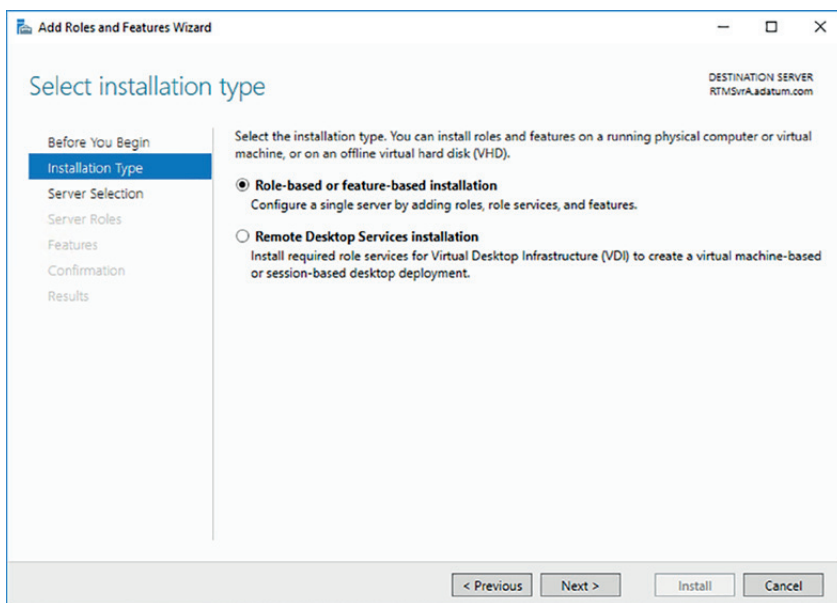 Add Roles and Features Wizard
Select installation type
DESTINATION SERVER
RTMSvrA.adatum.com
Before You Begin
Installation Type
Server Selection
Server Roles
Features
Confirmation
Results
Select the installation type. You can install roles and features on a running physical computer or virtual
machine, or on an offline virtual hard disk (VHD).
Role-based or feature-based installation
Configure a single server by adding roles, role services, and features.
Remote Desktop Services installation
Install required role services for Virtual Desktop Infrastructure (VDI) to create a virtual machine-based
or session-based desktop deployment.
< Previous
Next >
Install
Cancel